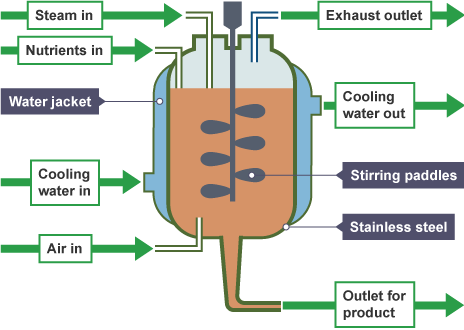 Steam in
Exhaust outlet
Nutrients in
Water jacket
Cooling
water out
Cooling
water in
Stirring paddles
Stainless steel
Air in
Outlet for
product